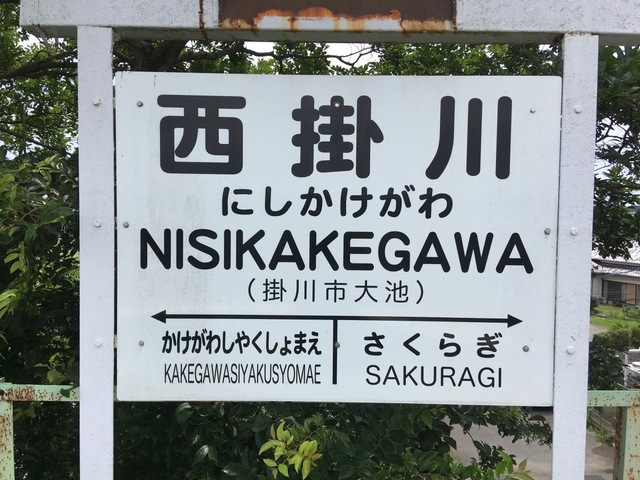 西掛川
にしかけがわ
NISIKAKEGAWA
(掛川市大池)
かけがわしやくしょまえ さくらぎ
KAKEGAWASIYAKUSYOMAE SAKURAGI